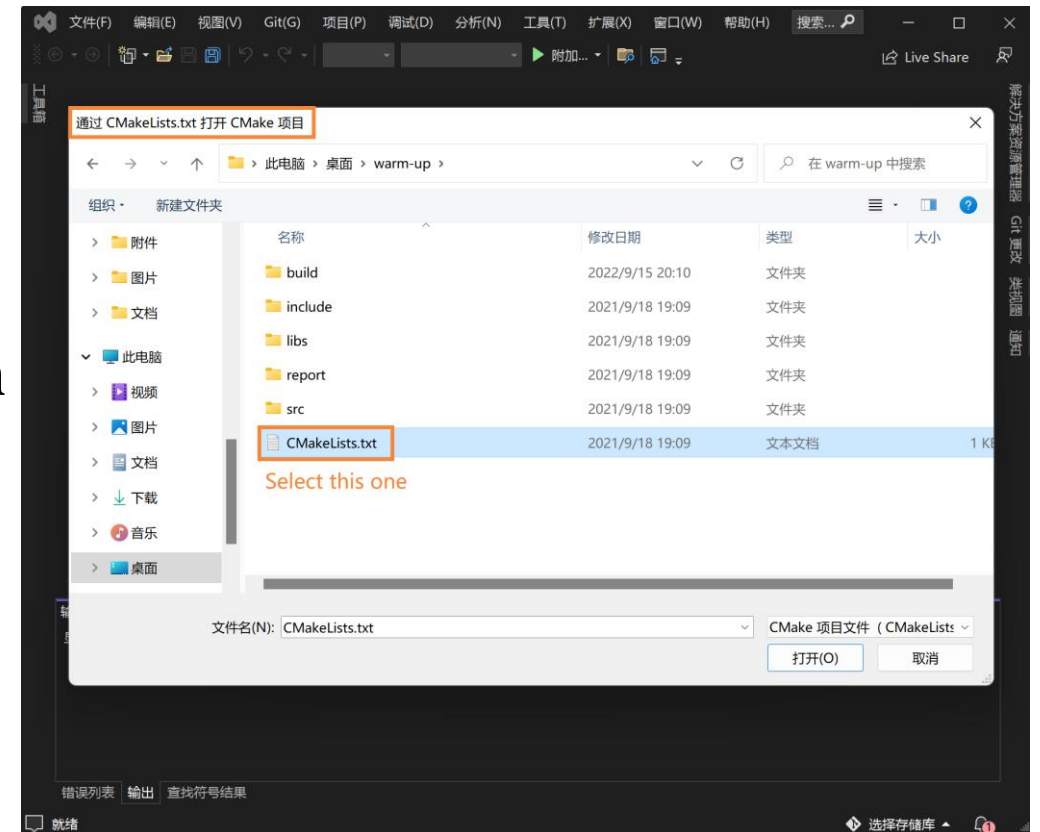 文件(F) 编辑(E) 视图(V) Git(G) 项目(P) 调试(D) 分析(N) 工具(T) 扩展(X) 窗口(W) 帮助(H) 搜索...
附加...
Live Share
工具箱
通过 CMakeLists.txt 打开 CMake 项目
此电脑 > 桌面 > warm-up >
在 warm-up 中搜索
组织 新建文件夹
名称 修改日期 类型 大小
附件
图片
文档
此电脑
视频
图片
文档
下载
音乐
桌面
build 2022/9/15 20:10 文件夹
include 2021/9/18 19:09 文件夹
libs 2021/9/18 19:09 文件夹
report 2021/9/18 19:09 文件夹
src 2021/9/18 19:09 文件夹
CMakeLists.txt 2021/9/18 19:09 文本文档 1 KB
Select this one
文件名(N): CMakeLists.txt
CMake 项目文件 ( CMakeLists
打开(O) 取消
解决方案资源管理器
Git 更改
类视图
通知
错误列表 输出 查找符号结果
就绪
选择存储库
1